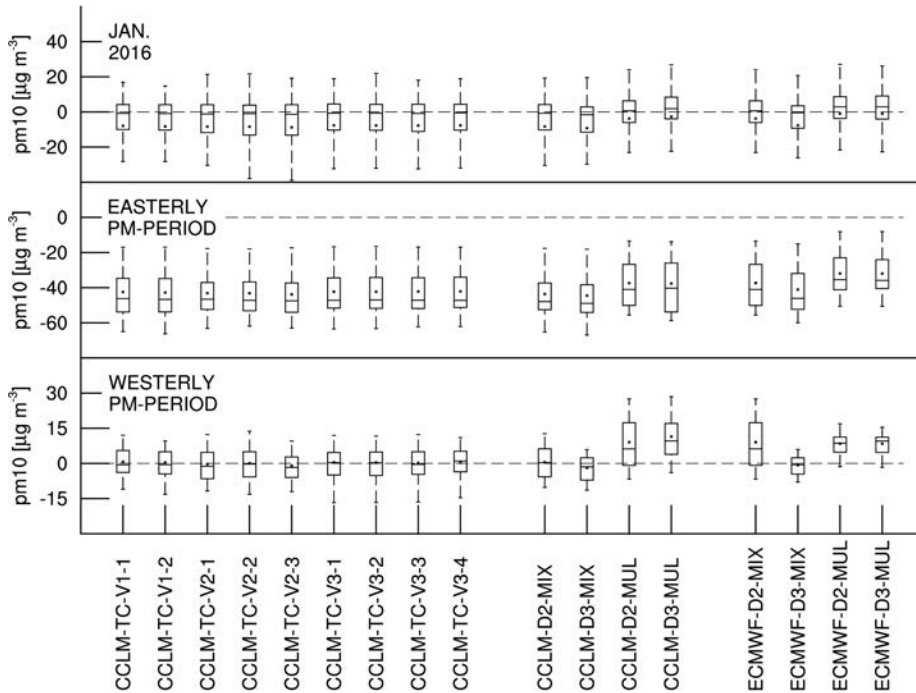 JAN.
2016
pm10 [µg m⁻³]
40
20
0
-20
EASTERLY
PM-PERIOD
pm10 [µg m⁻³]
0
-20
-40
-60
WESTERLY
PM-PERIOD
pm10 [µg m⁻³]
30
15
0
-15
CCLM-TC-V1-1
CCLM-TC-V1-2
CCLM-TC-V2-1
CCLM-TC-V2-2
CCLM-TC-V2-3
CCLM-TC-V3-1
CCLM-TC-V3-2
CCLM-TC-V3-3
CCLM-TC-V3-4
CCLM-D2-MIX
CCLM-D3-MIX
CCLM-D2-MUL
CCLM-D3-MUL
ECMWF-D2-MIX
ECMWF-D3-MIX
ECMWF-D2-MUL
ECMWF-D3-MUL